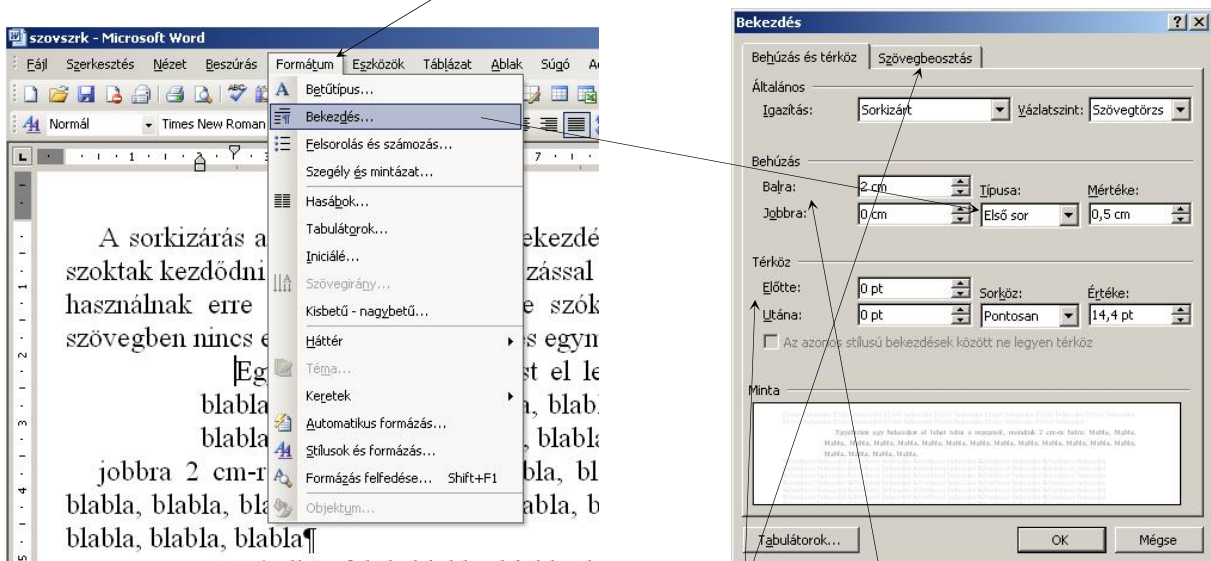 szovszrk - Microsoft Word
Fájl Szerkesztés Nézet Beszúrás Formátum Eszközök Táblázat Ablak Súgó
Normál Times New Roman
1 2 3 7
Betűtípus...
Bekezdés...
Felsorolás és számozás...
Szegély és mintázat...
Hasábok...
Tabulátorok...
Iniciálé...
Szövegirány...
Kisbetű - nagybetű...
Háttér
Téma...
Keretek
Automatikus formázás...
Stílusok és formázás...
Formázás felfedése... Shift+F1
Objektum...
A sorkizárás a ekezdé
szoktak kezdődni zással
használnak erre e szók
szövegben nincs e s egym
Eg st el le
blabla a, blab
blabla , blabla
jobbra 2 cm-r bla, bl
blabla, blabla, bla abla, b
blabla, blabla, blabla¶
Bekezdés
Behúzás és térköz Szövegbeosztás
Általános
Igazítás: Sorkizárt Vázlatszint: Szövegtörzs
Behúzás
Balra: 2 cm Típusa: Mértéke:
Jobbra: 0 cm Első sor 0,5 cm
Térköz
Előtte: 0 pt Sorköz: Értéke:
Utána: 0 pt Pontosan 14,4 pt
Az azonos stílusú bekezdések között ne legyen térköz
Minta
Tabulátorok... OK Mégse